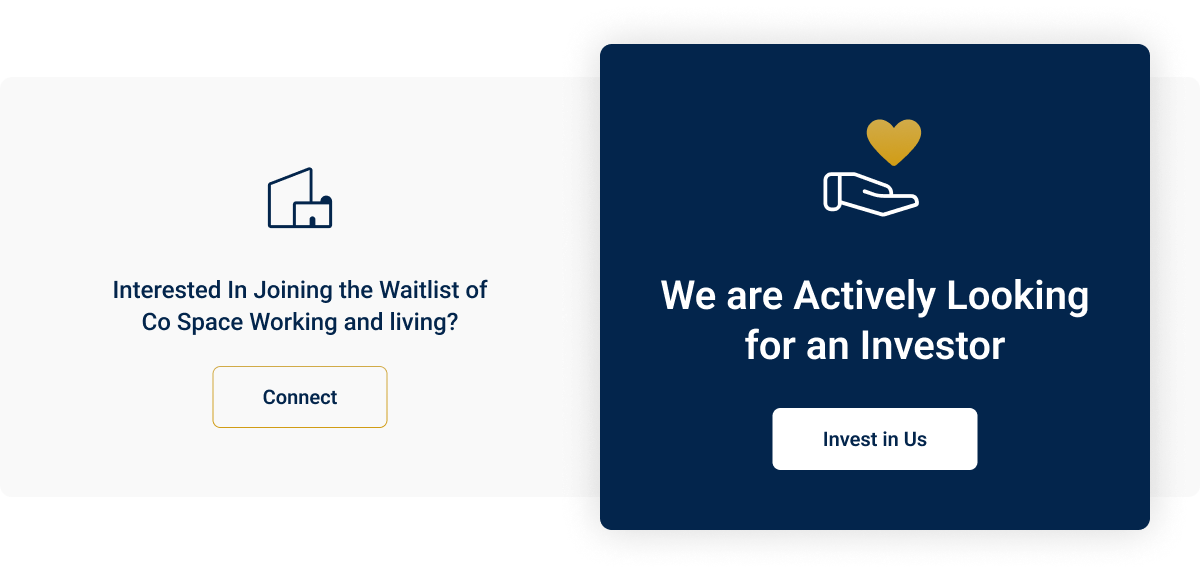 Interested In Joining the Waitlist of
Co Space Working and living?
Connect
We are Actively Looking
for an Investor
Invest in Us